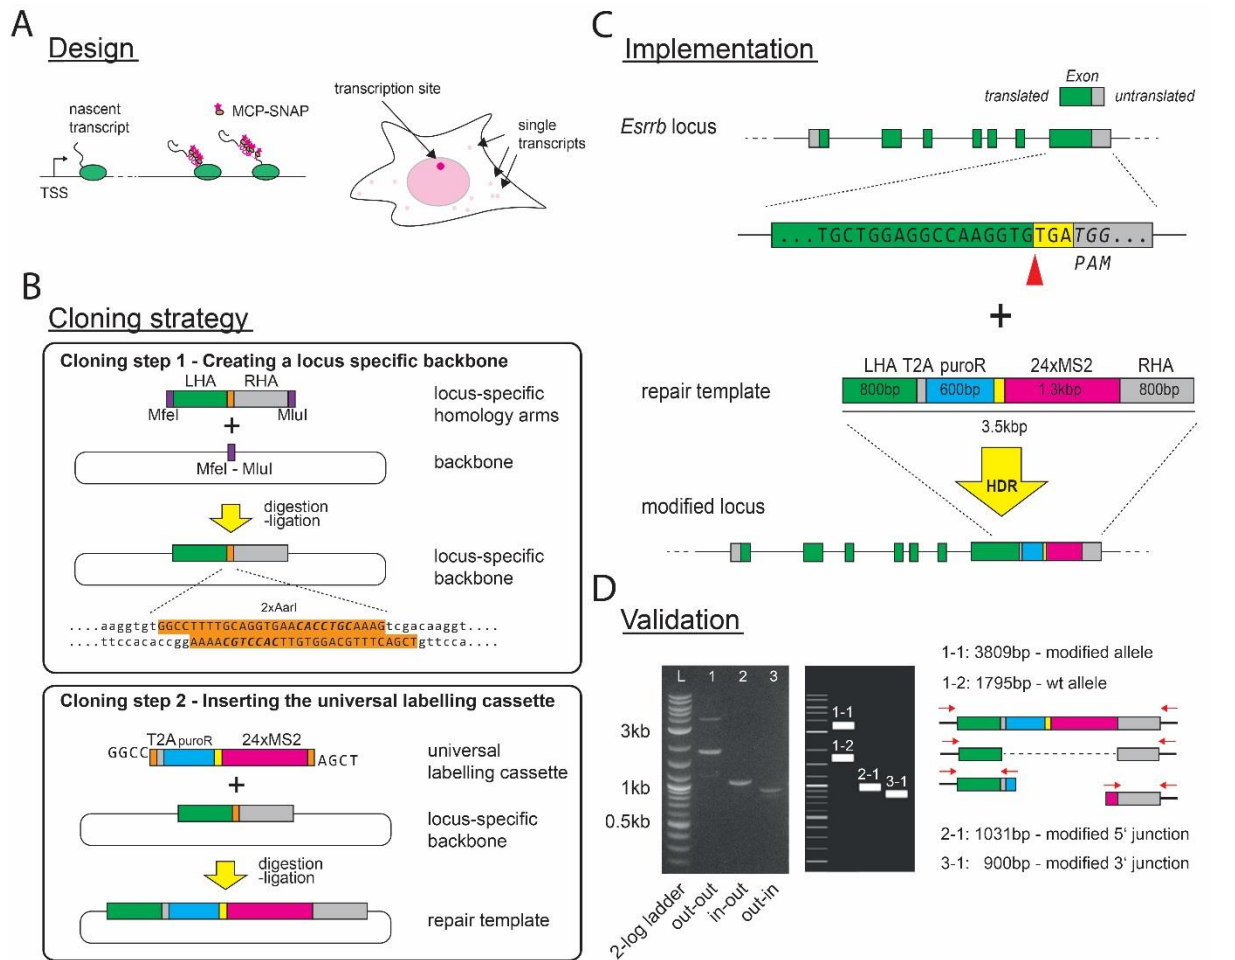 A
Design
nascent
transcript
MCP-SNAP
TSS
transcription site
single
transcripts
B
Cloning strategy
Cloning step 1 - Creating a locus specific backbone
LHA RHA
MfeI MluI
locus-specific
homology arms
+
MfeI - MluI
backbone
digestion
-ligation
locus-specific
backbone
2xAarI
....aaggtgtGGCCTTTTGCAGGTGAACACCTGCAAAGtcgacaaggt....
....ttccacaccggAAAACGTCCACTTGTGGACGTTTCAGCTgttcca....
Cloning step 2 - Inserting the universal labelling cassette
GGCC T2A puroR 24xMS2 AGCT
universal
labelling cassette
+
locus-specific
backbone
digestion
-ligation
repair template
C
Implementation
Exon
translated untranslated
Esrrb locus
...TGCTGGAGGCCAAGGTGTGATGG...
PAM
+
LHA T2A puroR 24xMS2 RHA
repair template
800bp 600bp 1.3kbp 800bp
3.5kbp
HDR
modified locus
D
Validation
L 1 2 3
3kb
1kb
0.5kb
2-log ladder
out-out
in-out
out-in
1-1
1-2
2-1
3-1
1-1: 3809bp - modified allele
1-2: 1795bp - wt allele
2-1: 1031bp - modified 5' junction
3-1: 900bp - modified 3' junction